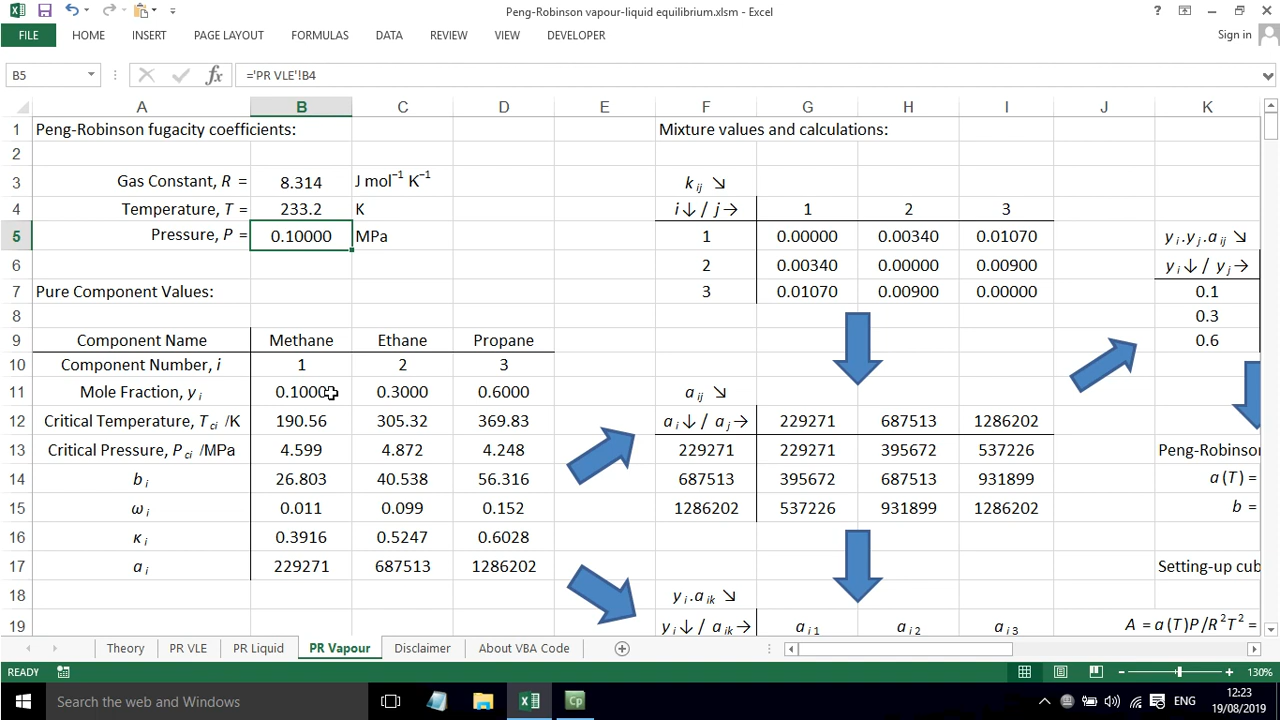 Peng-Robinson vapour-liquid equilibrium.xlsm - Excel
?
FILE HOME INSERT PAGE LAYOUT FORMULAS DATA REVIEW VIEW DEVELOPER Sign in
B5 fx ='PR VLE'!B4
A B C D E F G H I J K
1 Peng-Robinson fugacity coefficients: Mixture values and calculations:
2
3 Gas Constant, R = 8.314 J mol⁻¹ K⁻¹ k ij ↘
4 Temperature, T = 233.2 K i↓ / j→ 1 2 3
5 Pressure, P = 0.10000 MPa 1 0.00000 0.00340 0.01070 y i.y j.a ij ↘
6 2 0.00340 0.00000 0.00900 y i↓ / y j→
7 Pure Component Values: 3 0.01070 0.00900 0.00000 0.1
8 0.3
9 Component Name Methane Ethane Propane 0.6
10 Component Number, i 1 2 3
11 Mole Fraction, y i 0.1000 0.3000 0.6000 a ij ↘
12 Critical Temperature, T ci /K 190.56 305.32 369.83 a i↓ / a j→ 229271 687513 1286202
13 Critical Pressure, P ci /MPa 4.599 4.872 4.248 229271 229271 395672 537226 Peng-Robinson
14 b i 26.803 40.538 56.316 687513 395672 687513 931899 a (T) =
15 ω i 0.011 0.099 0.152 1286202 537226 931899 1286202 b =
16 κ i 0.3916 0.5247 0.6028
17 a i 229271 687513 1286202 Setting-up cub
18 y i.a ik ↘
19 y i↓ / a ik→ a i1 a i2 a i3 A = a(T)P/R²T² =
Theory PR VLE PR Liquid PR Vapour Disclaimer About VBA Code
READY 130%
Search the web and Windows Cp ENG 12:23
19/08/2019